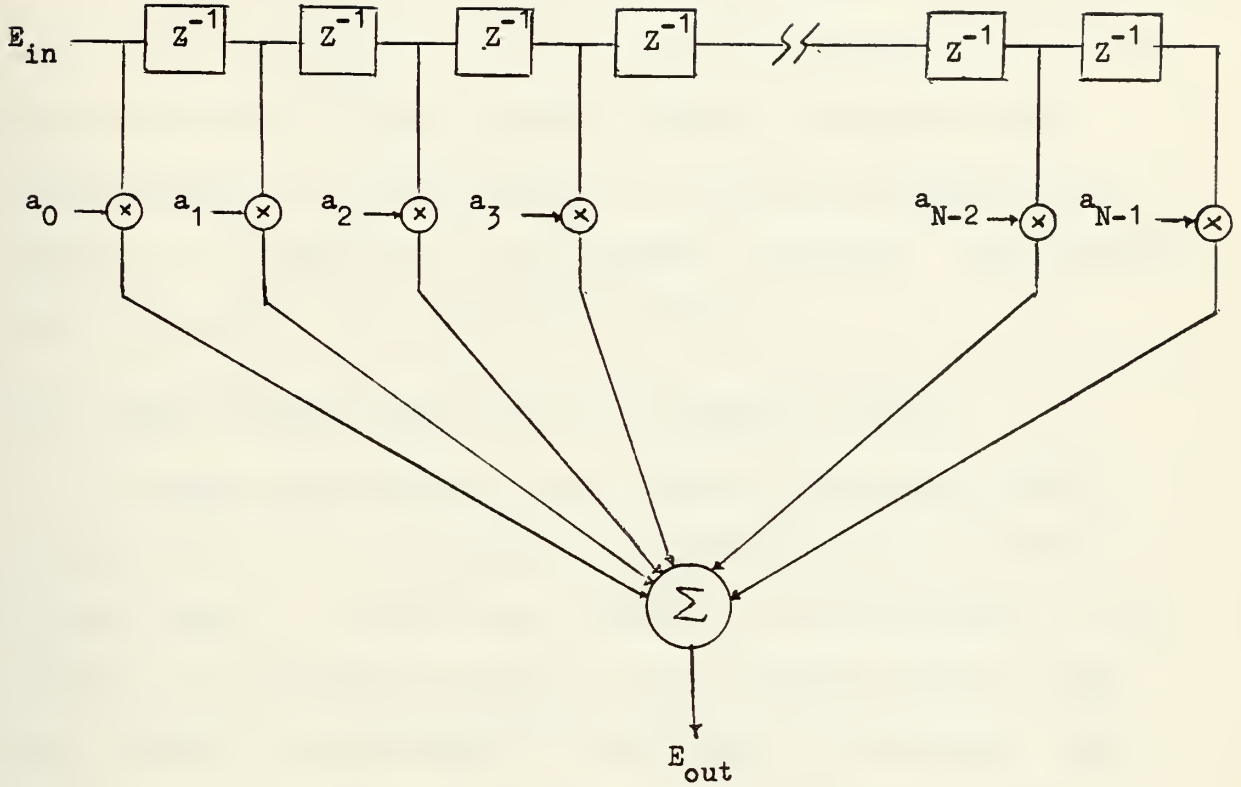 E_in z^-1 z^-1 z^-1 z^-1 z^-1 z^-1
a_0 × a_1 × a_2 × a_3 × a_N-2 × a_N-1 ×
Σ
E_out